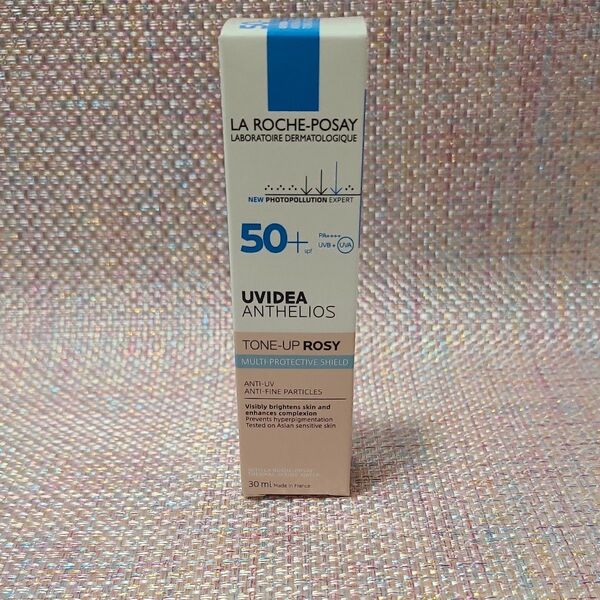 LA ROCHE-POSAY
LABORATOIRE DERMATOLOGIQUE
NEW PHOTOPOLLUTION EXPERT
50+ spf
PA++++
UVB + UVA
UVIDEA
ANTHELIOS
TONE-UP ROSY
MULTI-PROTECTIVE SHIELD
ANTI-UV
ANTI-FINE PARTICLES
Visibly brightens skin and
enhances complexion
Prevents hyperpigmentation
Tested on Asian sensitive skin
30 ml Made in France